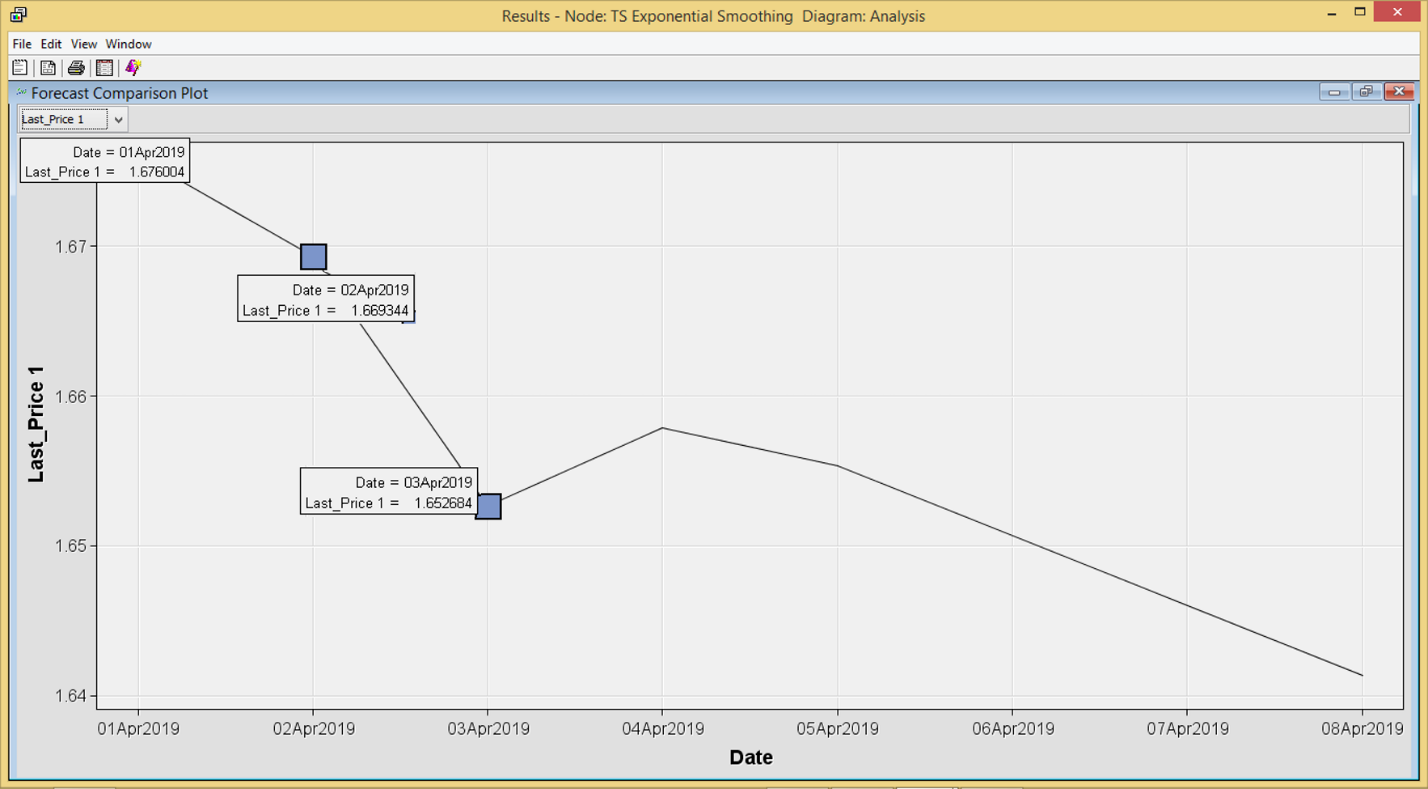 Results - Node: TS Exponential Smoothing  Diagram: Analysis
File Edit View Window
Forecast Comparison Plot
Last_Price 1
Date = 01Apr2019
Last_Price 1 = 1.676004
1.67
Date = 02Apr2019
Last_Price 1 = 1.669344
Last_Price 1
1.66
Date = 03Apr2019
Last_Price 1 = 1.652684
1.65
1.64
01Apr2019 02Apr2019 03Apr2019 04Apr2019 05Apr2019 06Apr2019 07Apr2019 08Apr2019
Date